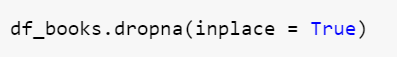 df_books.dropna(inplace = True)